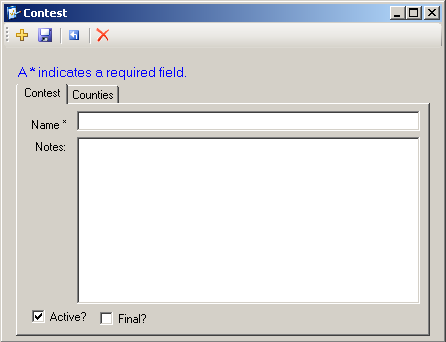 Contest
A * indicates a required field.
Contest Counties
Name *
Notes:
Active? Final?